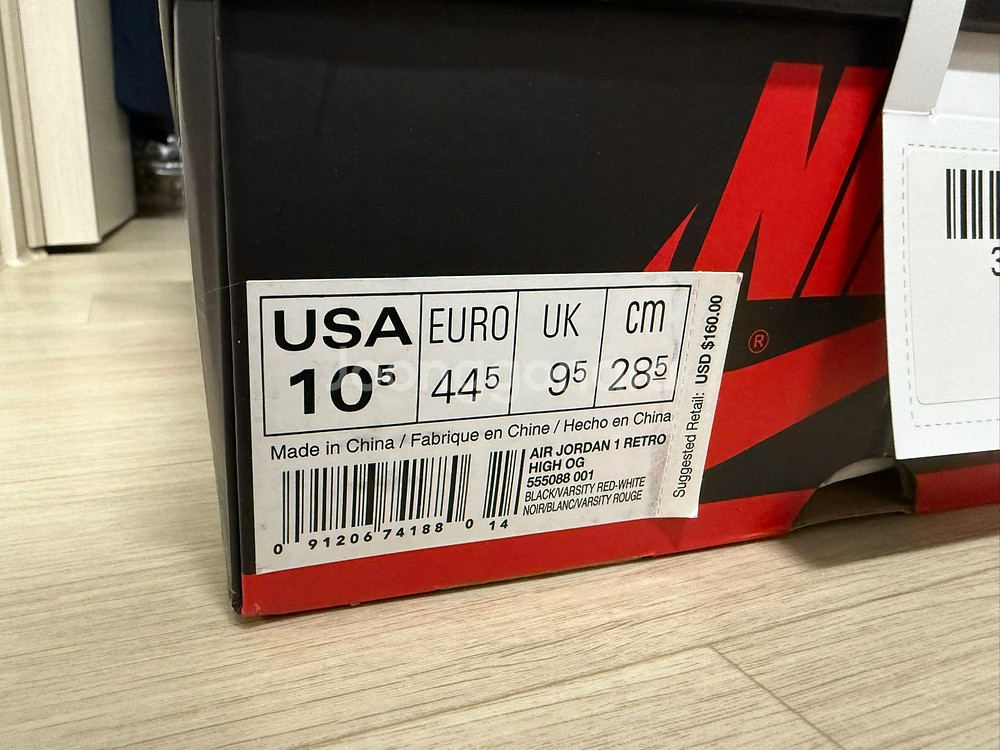 USA EURO UK cm
10⁵ 44⁵ 9⁵ 28⁵
Made in China / Fabrique en Chine / Hecho en China
AIR JORDAN 1 RETRO
HIGH OG
555088 001
BLACK/VARSITY RED-WHITE
NOIR/BLANC/VARSITY ROUGE
0 91206 74188 0 14
Suggested Retail: USD $160.00
®
3